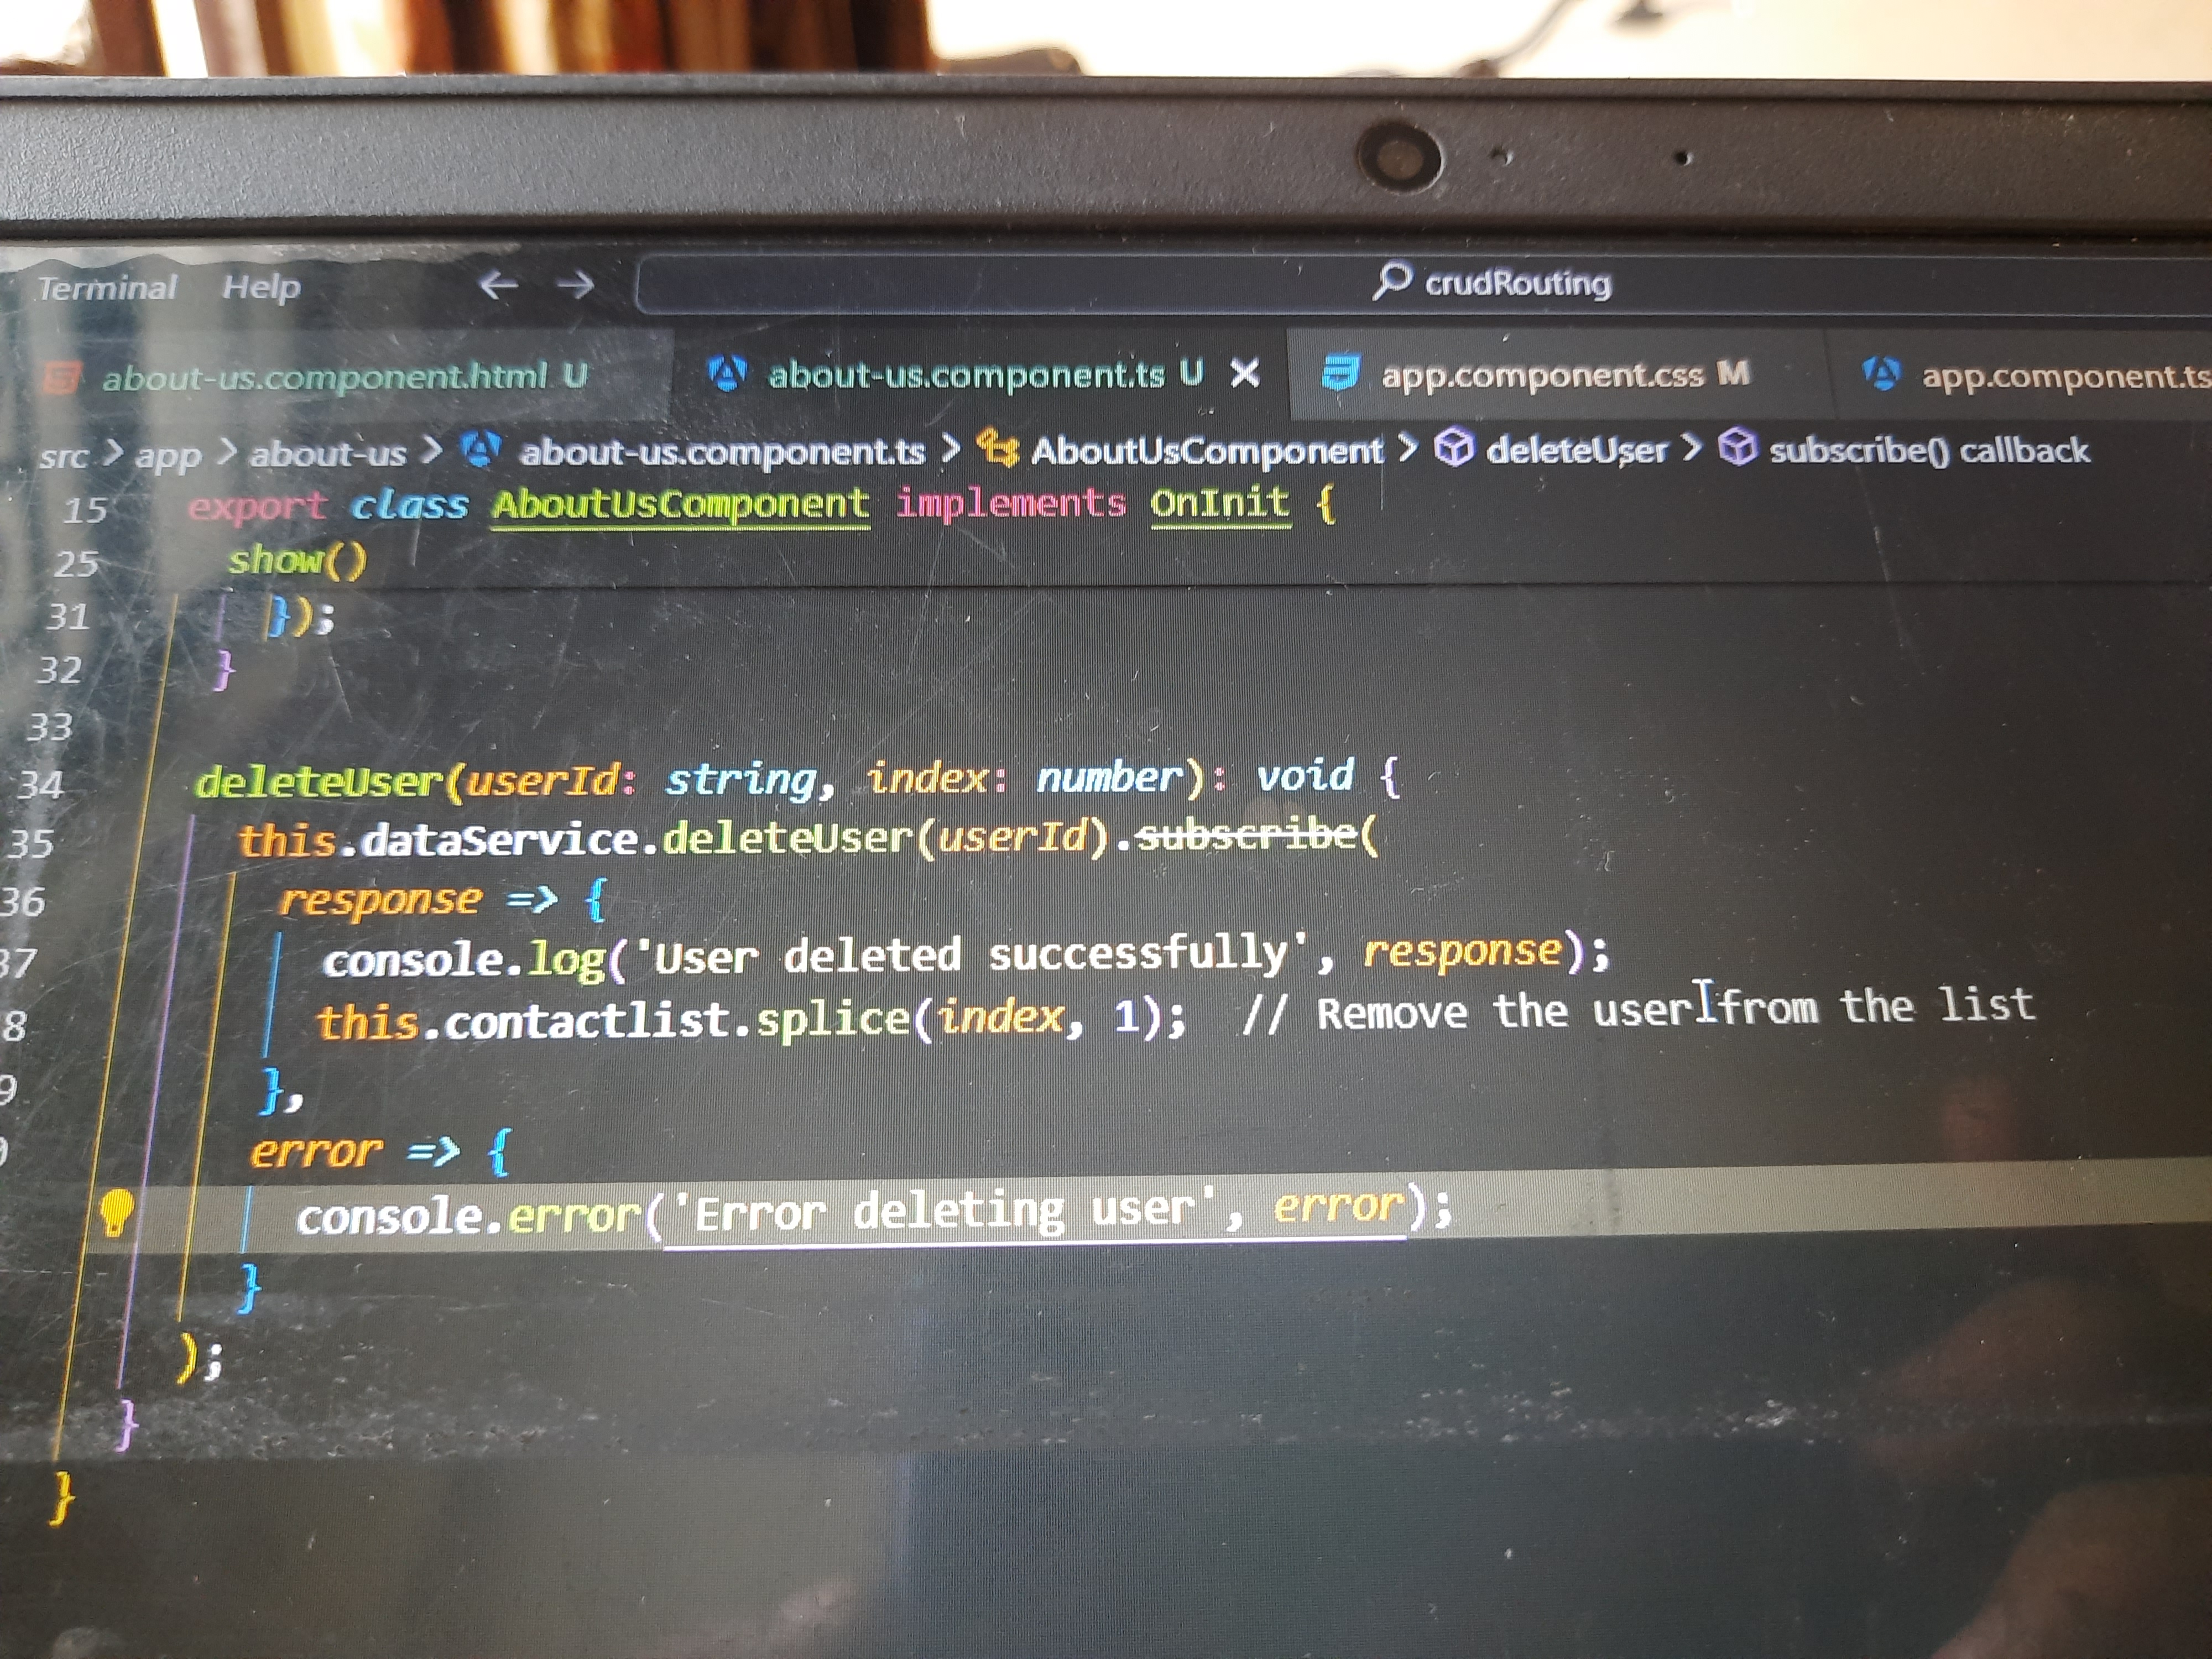 Terminal Help crudRouting
about-us.component.html U about-us.component.ts U app.component.css M app.component.ts
src > app > about-us > about-us.component.ts > AboutUsComponent > deleteUser > subscribe() callback
15 export class AboutUsComponent implements OnInit {
25 show()
31 });
32 }
33
34 deleteUser(userId: string, index: number): void {
35 this.dataService.deleteUser(userId).subscribe(
36 response => {
37 console.log('User deleted successfully', response);
8 this.contactlist.splice(index, 1); // Remove the user from the list
9 },
error => {
console.error('Error deleting user', error);
}
);
}
}